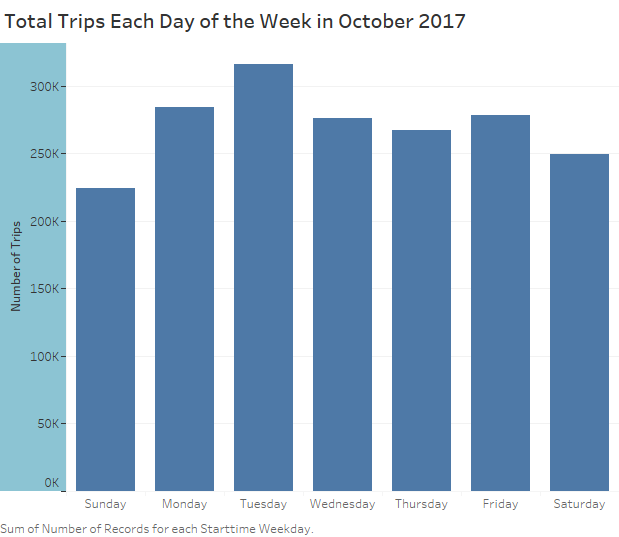 Total Trips Each Day of the Week in October 2017
Number of Trips
300K
250K
200K
150K
100K
50K
0K
Sunday Monday Tuesday Wednesday Thursday Friday Saturday
Sum of Number of Records for each Starttime Weekday.